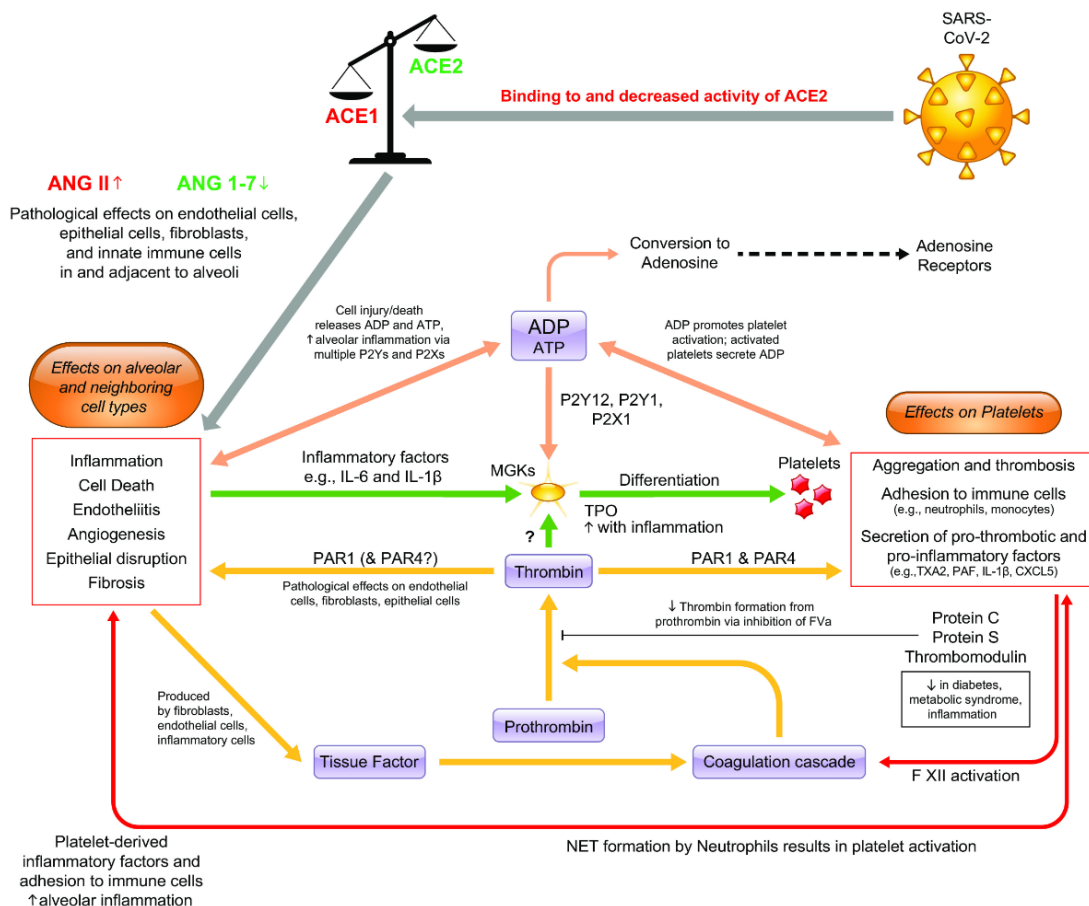 SARS-
CoV-2
ACE2
ACE1
Binding to and decreased activity of ACE2
ANG II↑
ANG 1-7↓
Pathological effects on endothelial cells,
epithelial cells, fibroblasts,
and innate immune cells
in and adjacent to alveoli
Conversion to
Adenosine
Adenosine
Receptors
Cell injury/death
releases ADP and ATP,
↑alveolar inflammation via
multiple P2Ys and P2Xs
ADP
ATP
ADP promotes platelet
activation; activated
platelets secrete ADP
Effects on alveolar
and neighboring
cell types
P2Y12, P2Y1,
P2X1
Effects on Platelets
Inflammation
Cell Death
Endotheliitis
Angiogenesis
Epithelial disruption
Fibrosis
Inflammatory factors
e.g., IL-6 and IL-1β
MGKs
Differentiation
TPO
↑ with inflammation
Platelets
Aggregation and thrombosis
Adhesion to immune cells
(e.g., neutrophils, monocytes)
Secretion of pro-thrombotic and
pro-inflammatory factors
(e.g.,TXA2, PAF, IL-1β, CXCL5)
?
PAR1 (& PAR4?)
Pathological effects on endothelial
cells, fibroblasts, epithelial cells
Thrombin
PAR1 & PAR4
↓ Thrombin formation from
prothrombin via inhibition of FVa
Protein C
Protein S
Thrombomodulin
↓ in diabetes,
metabolic syndrome,
inflammation
Produced
by fibroblasts,
endothelial cells,
inflammatory cells
Prothrombin
Tissue Factor
Coagulation cascade
F XII activation
Platelet-derived
inflammatory factors and
adhesion to immune cells
↑alveolar inflammation
NET formation by Neutrophils results in platelet activation